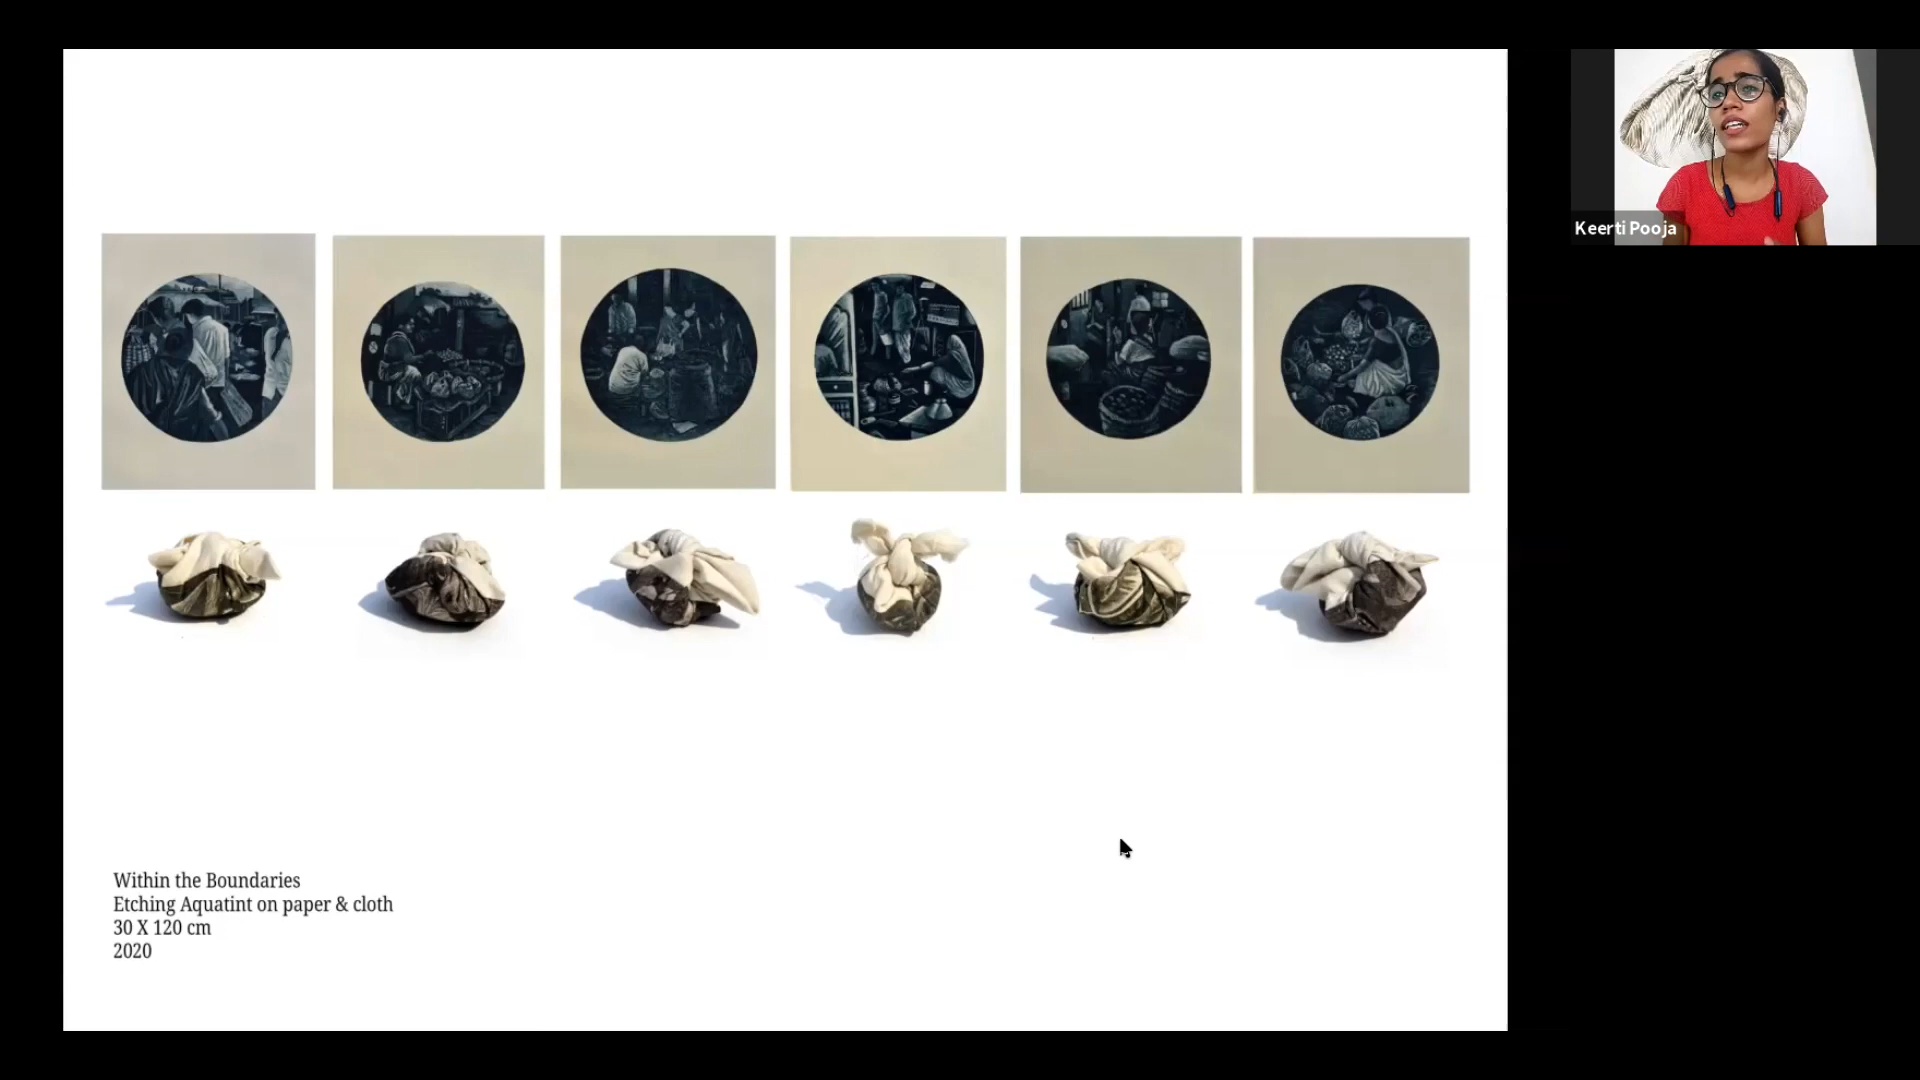 Keerti Pooja
Within the Boundaries
Etching Aquatint on paper & cloth
30 X 120 cm
2020